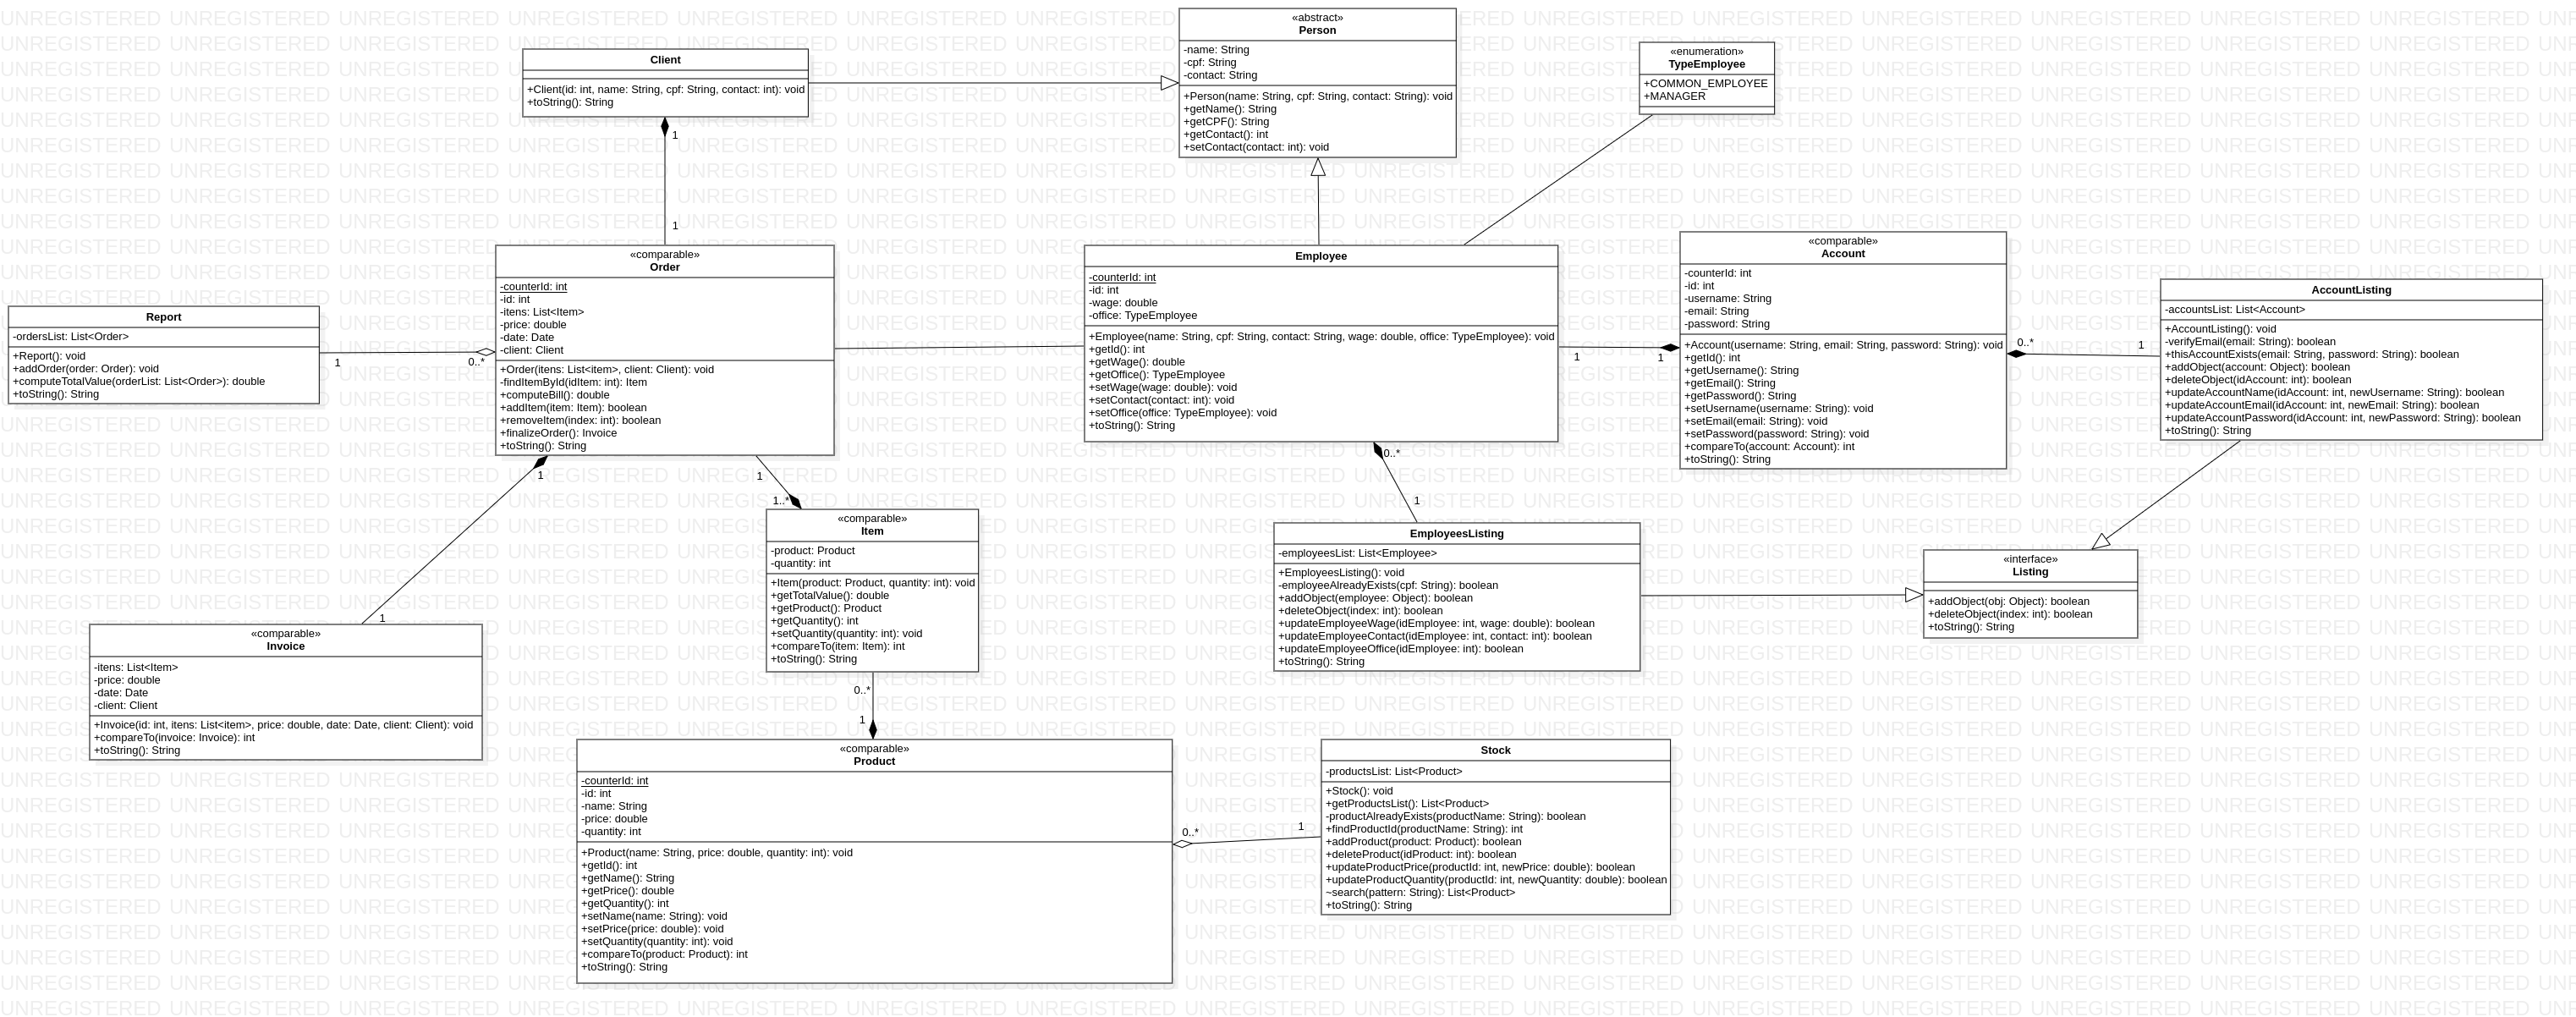 «abstract»
Person
-name: String
-cpf: String
-contact: String
+Person(name: String, cpf: String, contact: String): void
+getName(): String
+getCPF(): String
+getContact(): int
+setContact(contact: int): void
Client
+Client(id: int, name: String, cpf: String, contact: int): void
+toString(): String
1
1
«enumeration»
TypeEmployee
+COMMON_EMPLOYEE
+MANAGER
«comparable»
Order
-counterId: int
-id: int
-itens: List<Item>
-price: double
-date: Date
-client: Client
+Order(itens: List<item>, client: Client): void
-findItemById(idItem: int): Item
+computeBill(): double
+addItem(item: Item): boolean
+removeItem(index: int): boolean
+finalizeOrder(): Invoice
+toString(): String
Report
-ordersList: List<Order>
+Report(): void
+addOrder(order: Order): void
+computeTotalValue(orderList: List<Order>): double
+toString(): String
1
0..*
Employee
-counterId: int
-id: int
-wage: double
-office: TypeEmployee
+Employee(name: String, cpf: String, contact: String, wage: double, office: TypeEmployee): void
+getId(): int
+getWage(): double
+getOffice(): TypeEmployee
+setWage(wage: double): void
+setContact(contact: int): void
+setOffice(office: TypeEmployee): void
+toString(): String
1
1
«comparable»
Account
-counterId: int
-id: int
-username: String
-email: String
-password: String
+Account(username: String, email: String, password: String): void
+getId(): int
+getUsername(): String
+getEmail(): String
+getPassword(): String
+setUsername(username: String): void
+setEmail(email: String): void
+setPassword(password: String): void
+compareTo(account: Account): int
+toString(): String
0..*
1
AccountListing
-accountsList: List<Account>
+AccountListing(): void
-verifyEmail(email: String): boolean
+thisAccountExists(email: String, password: String): boolean
+addObject(account: Object): boolean
+deleteObject(idAccount: int): boolean
+updateAccountName(idAccount: int, newUsername: String): boolean
+updateAccountEmail(idAccount: int, newEmail: String): boolean
+updateAccountPassword(idAccount: int, newPassword: String): boolean
+toString(): String
1
1
1
1..*
0..*
1
«comparable»
Item
-product: Product
-quantity: int
+Item(product: Product, quantity: int): void
+getTotalValue(): double
+getProduct(): Product
+getQuantity(): int
+setQuantity(quantity: int): void
+compareTo(item: Item): int
+toString(): String
EmployeesListing
-employeesList: List<Employee>
+EmployeesListing(): void
-employeeAlreadyExists(cpf: String): boolean
+addObject(employee: Object): boolean
+deleteObject(index: int): boolean
+updateEmployeeWage(idEmployee: int, wage: double): boolean
+updateEmployeeContact(idEmployee: int, contact: int): boolean
+updateEmployeeOffice(idEmployee: int): boolean
+toString(): String
«interface»
Listing
+addObject(obj: Object): boolean
+deleteObject(index: int): boolean
+toString(): String
«comparable»
Invoice
-itens: List<Item>
-price: double
-date: Date
-client: Client
+Invoice(id: int, itens: List<item>, price: double, date: Date, client: Client): void
+compareTo(invoice: Invoice): int
+toString(): String
0..*
1
«comparable»
Product
-counterId: int
-id: int
-name: String
-price: double
-quantity: int
+Product(name: String, price: double, quantity: int): void
+getId(): int
+getName(): String
+getPrice(): double
+getQuantity(): int
+setName(name: String): void
+setPrice(price: double): void
+setQuantity(quantity: int): void
+compareTo(product: Product): int
+toString(): String
0..*
1
Stock
-productsList: List<Product>
+Stock(): void
+getProductsList(): List<Product>
-productAlreadyExists(productName: String): boolean
+findProductId(productName: String): int
+addProduct(product: Product): boolean
+deleteProduct(idProduct: int): boolean
+updateProductPrice(productId: int, newPrice: double): boolean
+updateProductQuantity(productId: int, newQuantity: double): boolean
~search(pattern: String): List<Product>
+toString(): String
UNREGISTERED